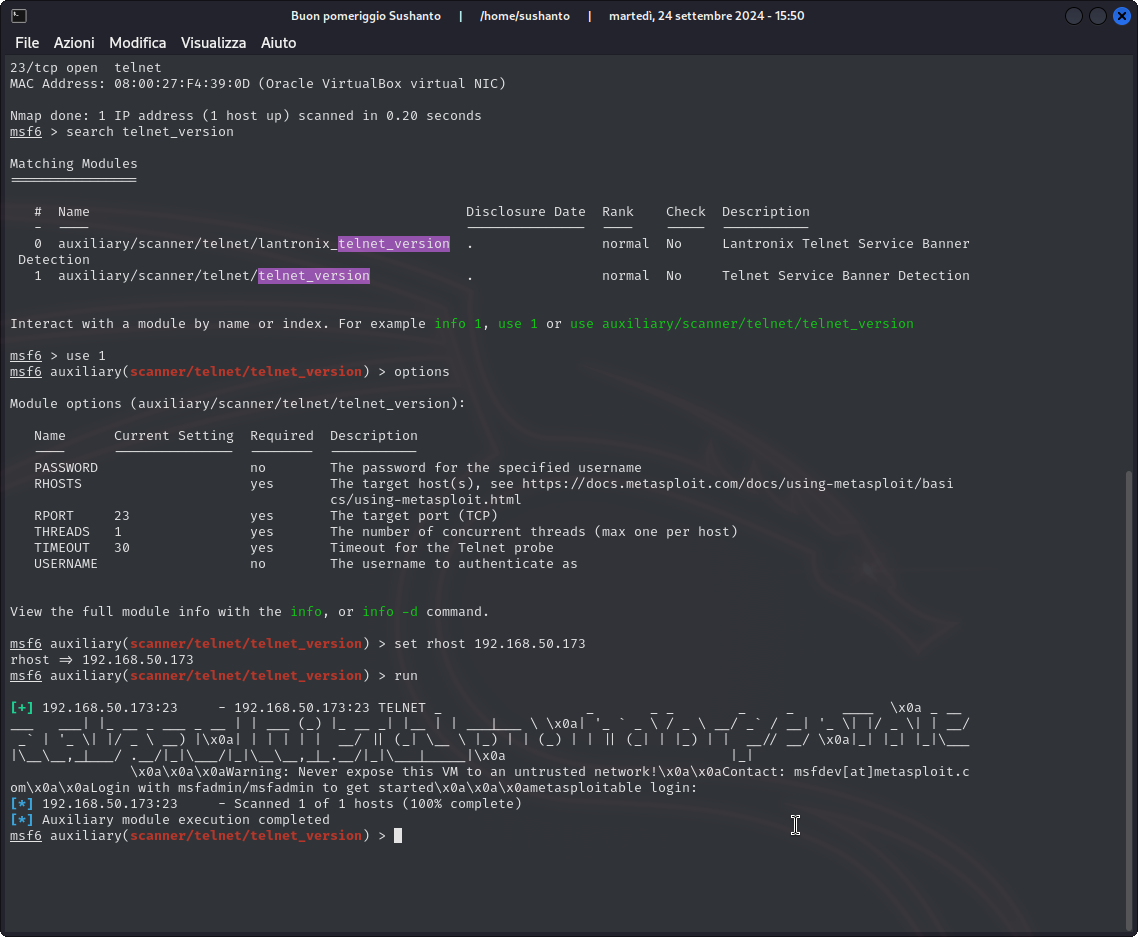 Buon pomeriggio Sushanto | /home/sushanto | martedì, 24 settembre 2024 - 15:50
File Azioni Modifica Visualizza Aiuto
23/tcp open  telnet
MAC Address: 08:00:27:F4:39:0D (Oracle VirtualBox virtual NIC)
Nmap done: 1 IP address (1 host up) scanned in 0.20 seconds
msf6 > search telnet_version
Matching Modules
================
   #  Name                                               Disclosure Date  Rank    Check  Description
   -  ----                                               ---------------  ----    -----  -----------
   0  auxiliary/scanner/telnet/lantronix_telnet_version  .                normal  No     Lantronix Telnet Service Banner
 Detection
   1  auxiliary/scanner/telnet/telnet_version            .                normal  No     Telnet Service Banner Detection
Interact with a module by name or index. For example info 1, use 1 or use auxiliary/scanner/telnet/telnet_version
msf6 > use 1
msf6 auxiliary(scanner/telnet/telnet_version) > options
Module options (auxiliary/scanner/telnet/telnet_version):
   Name      Current Setting  Required  Description
   ----      ---------------  --------  -----------
   PASSWORD                   no        The password for the specified username
   RHOSTS                     yes       The target host(s), see https://docs.metasploit.com/docs/using-metasploit/basi
                                        cs/using-metasploit.html
   RPORT     23               yes       The target port (TCP)
   THREADS   1                yes       The number of concurrent threads (max one per host)
   TIMEOUT   30               yes       Timeout for the Telnet probe
   USERNAME                   no        The username to authenticate as
View the full module info with the info, or info -d command.
msf6 auxiliary(scanner/telnet/telnet_version) > set rhost 192.168.50.173
rhost => 192.168.50.173
msf6 auxiliary(scanner/telnet/telnet_version) > run
[+] 192.168.50.173:23     - 192.168.50.173:23 TELNET _                  _       _ _        _     _      ____  \x0a _ __
___   ___| |_ __ _ ___ _ __ | | ___ (_) |_ __ _| |__ | | ___|___ \ \x0a| '_ ` _ \ / _ \ __/ _` / __| '_ \| |/ _ \| | __/
 _` | '_ \| |/ _ \ __) |\x0a| | | | | |  __/ || (_| \__ \ |_) | | (_) | | || (_| | |_) | |  __// __/ \x0a|_| |_| |_|\___
|\__\__,_|___/ .__/|_|\___/|_|\__\__,_|_.__/|_|\___|_____|\x0a                            |_|
               \x0a\x0a\x0aWarning: Never expose this VM to an untrusted network!\x0a\x0aContact: msfdev[at]metasploit.c
om\x0a\x0aLogin with msfadmin/msfadmin to get started\x0a\x0a\x0ametasploitable login:
[*] 192.168.50.173:23     - Scanned 1 of 1 hosts (100% complete)
[*] Auxiliary module execution completed
msf6 auxiliary(scanner/telnet/telnet_version) >